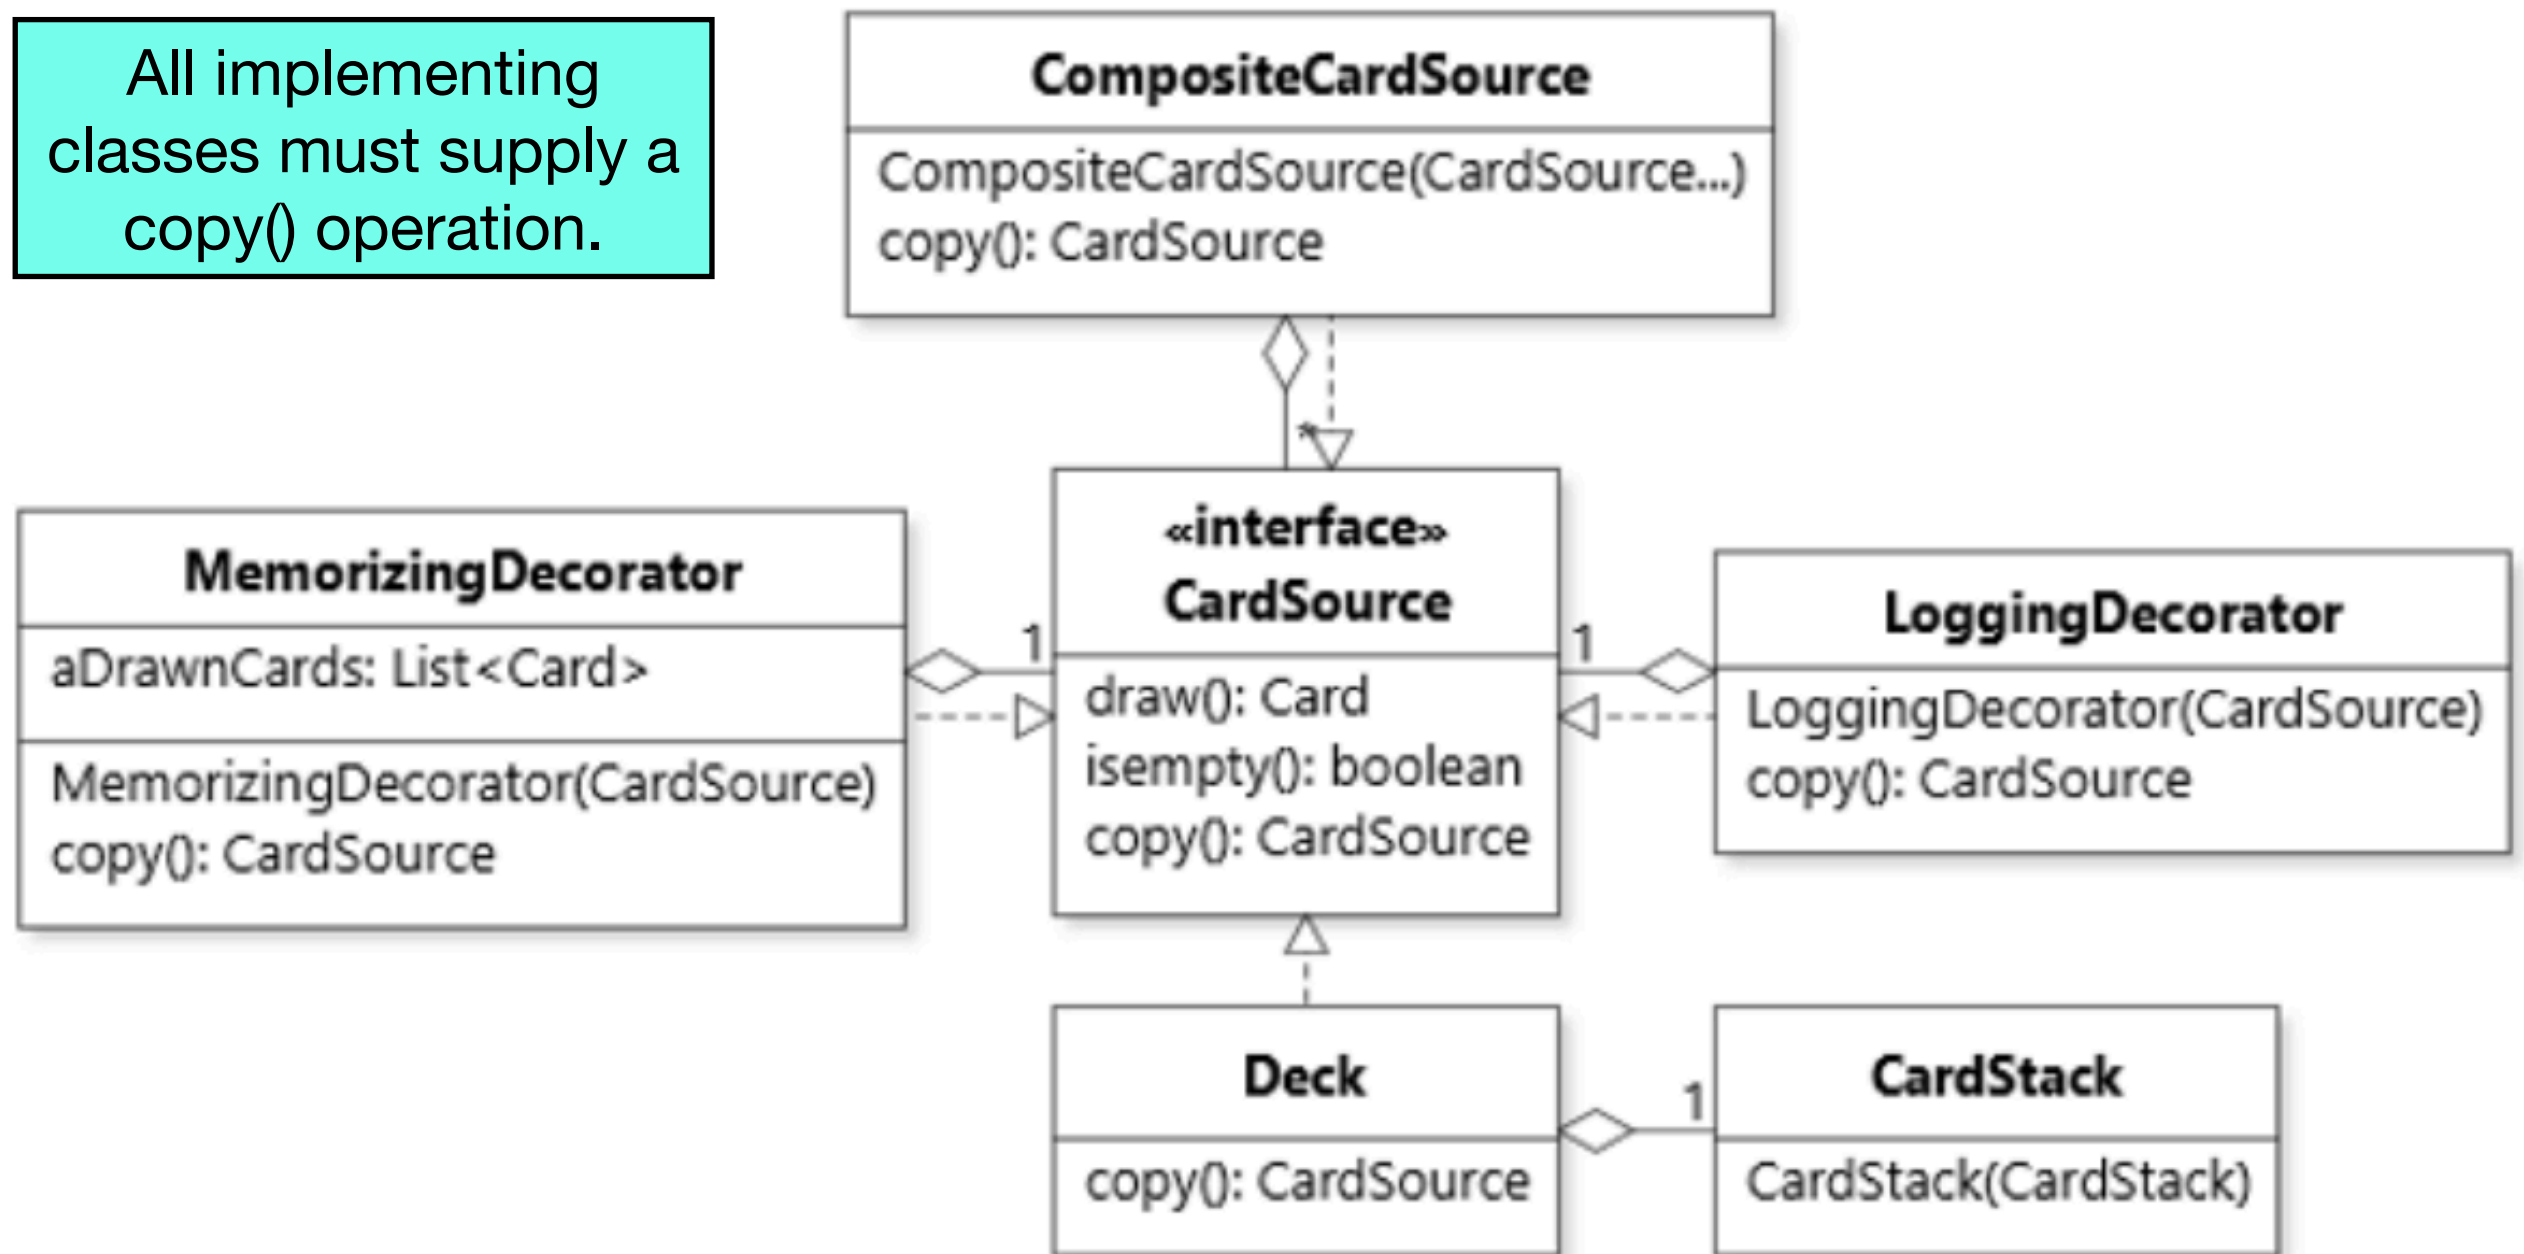 All implementing
classes must supply a
copy() operation.
CompositeCardSource
CompositeCardSource(CardSource...)
copy(): CardSource
*
«interface»
CardSource
draw(): Card
isempty(): boolean
copy(): CardSource
MemorizingDecorator
aDrawnCards: List<Card>
MemorizingDecorator(CardSource)
copy(): CardSource
1
1
LoggingDecorator
LoggingDecorator(CardSource)
copy(): CardSource
Deck
copy(): CardSource
1
CardStack
CardStack(CardStack)